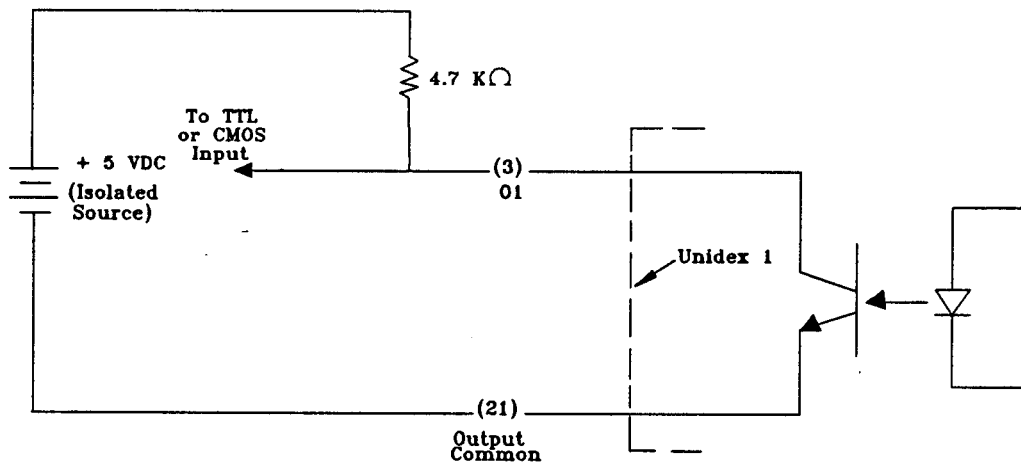 4.7 KΩ
To TTL
or CMOS
Input
+ 5 VDC
(Isolated
Source)
(3)
01
Unidex 1
(21)
Output
Common